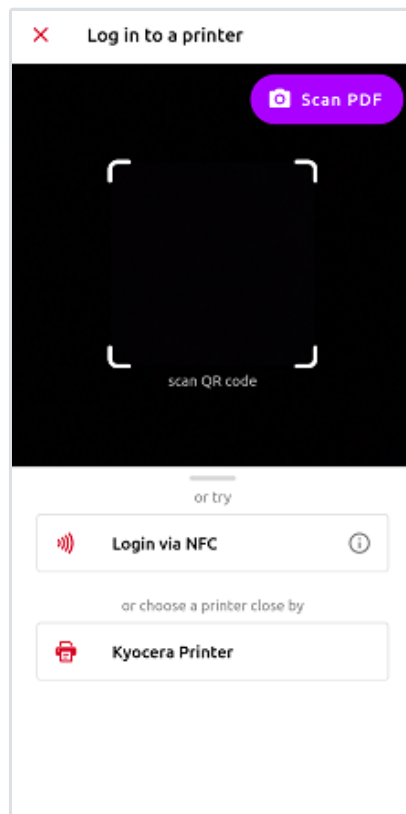 Log in to a printer
Scan PDF
scan QR code
or try
Login via NFC
or choose a printer close by
Kyocera Printer